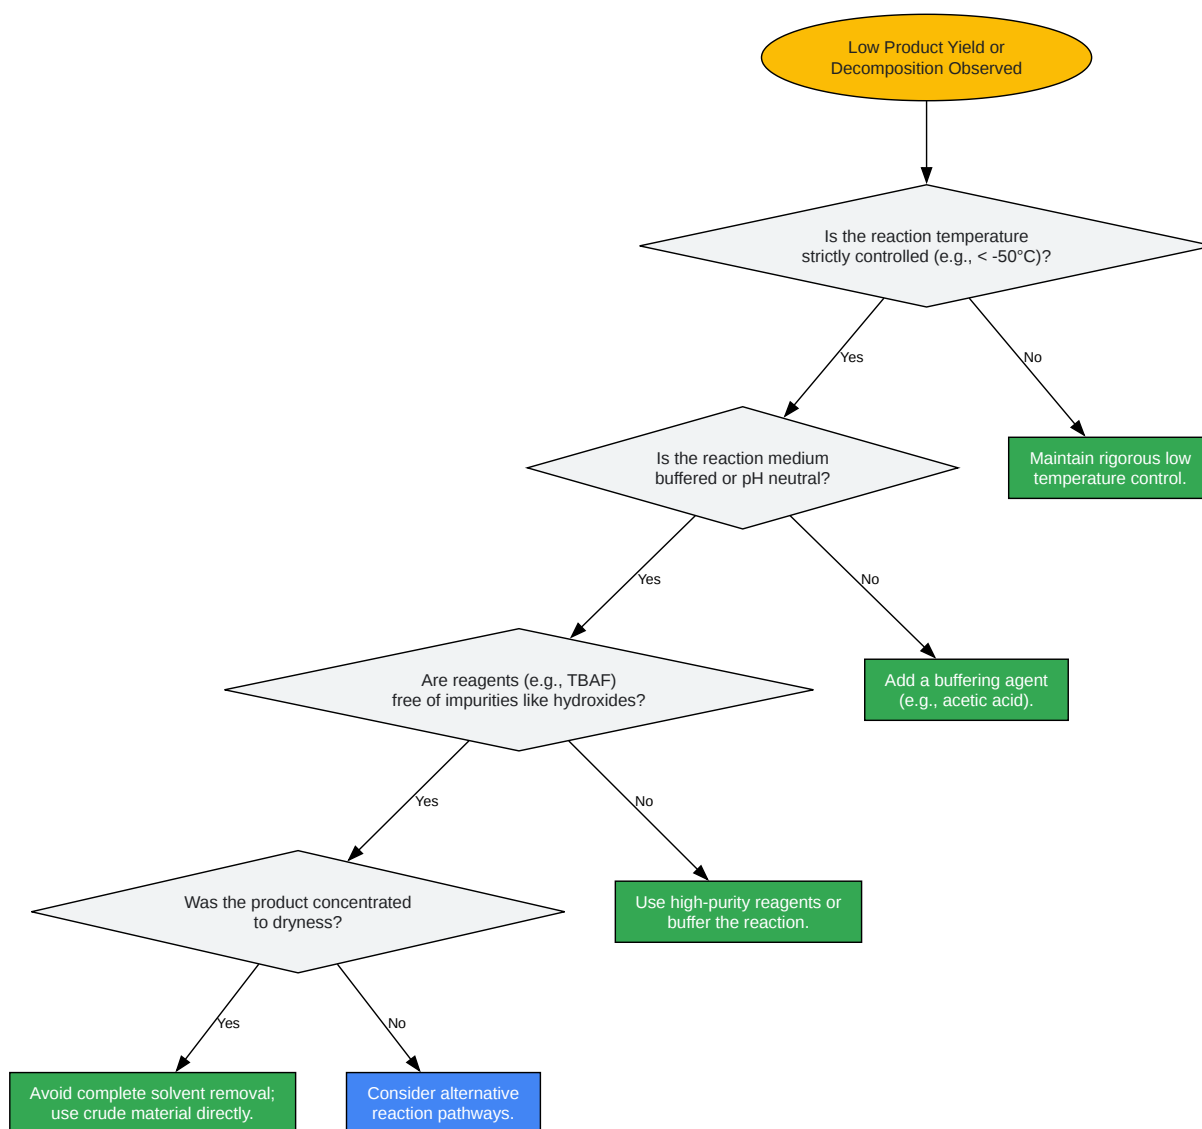 Low Product Yield or
Decomposition Observed
Is the reaction temperature
strictly controlled (e.g., < -50°C)?
Yes
No
Is the reaction medium
buffered or pH neutral?
Maintain rigorous low
temperature control.
Yes
No
Are reagents (e.g., TBAF)
free of impurities like hydroxides?
Add a buffering agent
(e.g., acetic acid).
Yes
No
Was the product concentrated
to dryness?
Use high-purity reagents or
buffer the reaction.
Yes
No
Avoid complete solvent removal;
use crude material directly.
Consider alternative
reaction pathways.